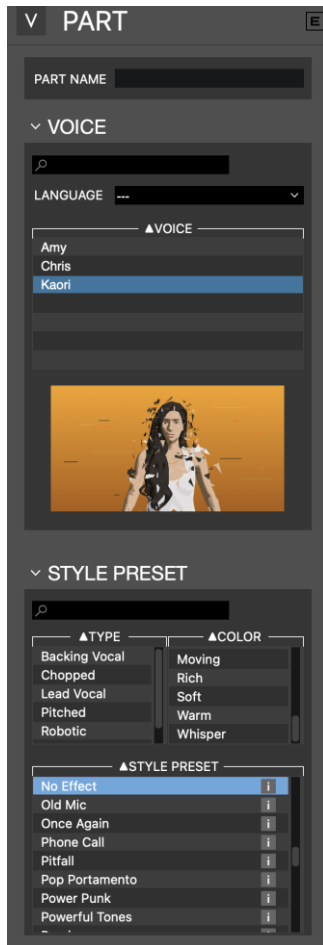 V PART E
PART NAME
VOICE
LANGUAGE ---
▲VOICE
Amy
Chris
Kaori
STYLE PRESET
▲TYPE ▲COLOR
Backing Vocal Moving
Chopped Rich
Lead Vocal Soft
Pitched Warm
Robotic Whisper
▲STYLE PRESET
No Effect i
Old Mic i
Once Again i
Phone Call i
Pitfall i
Pop Portamento i
Power Punk i
Powerful Tones i